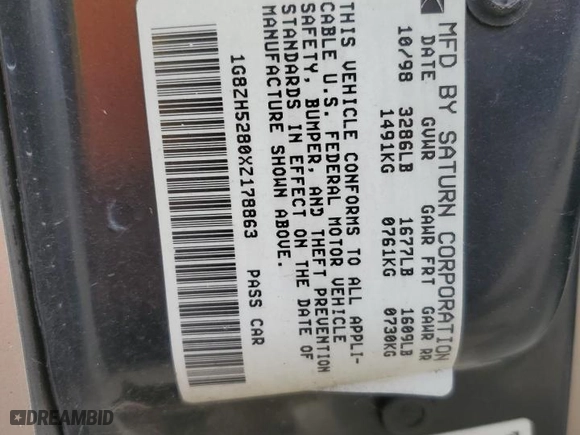 MFD BY SATURN CORPORATION
DATE GVWR GAWR FRT GAWR RR
10/98 3286LB 1677LB 1609LB
1491KG 0761KG 0730KG
THIS VEHICLE CONFORMS TO ALL APPLI-
CABLE U.S. FEDERAL MOTOR VEHICLE
SAFETY, BUMPER, AND THEFT PREVENTION
STANDARDS IN EFFECT ON THE DATE OF
MANUFACTURE SHOWN ABOVE.
1G8ZH5280XZ178863 PASS CAR
DREAMBID